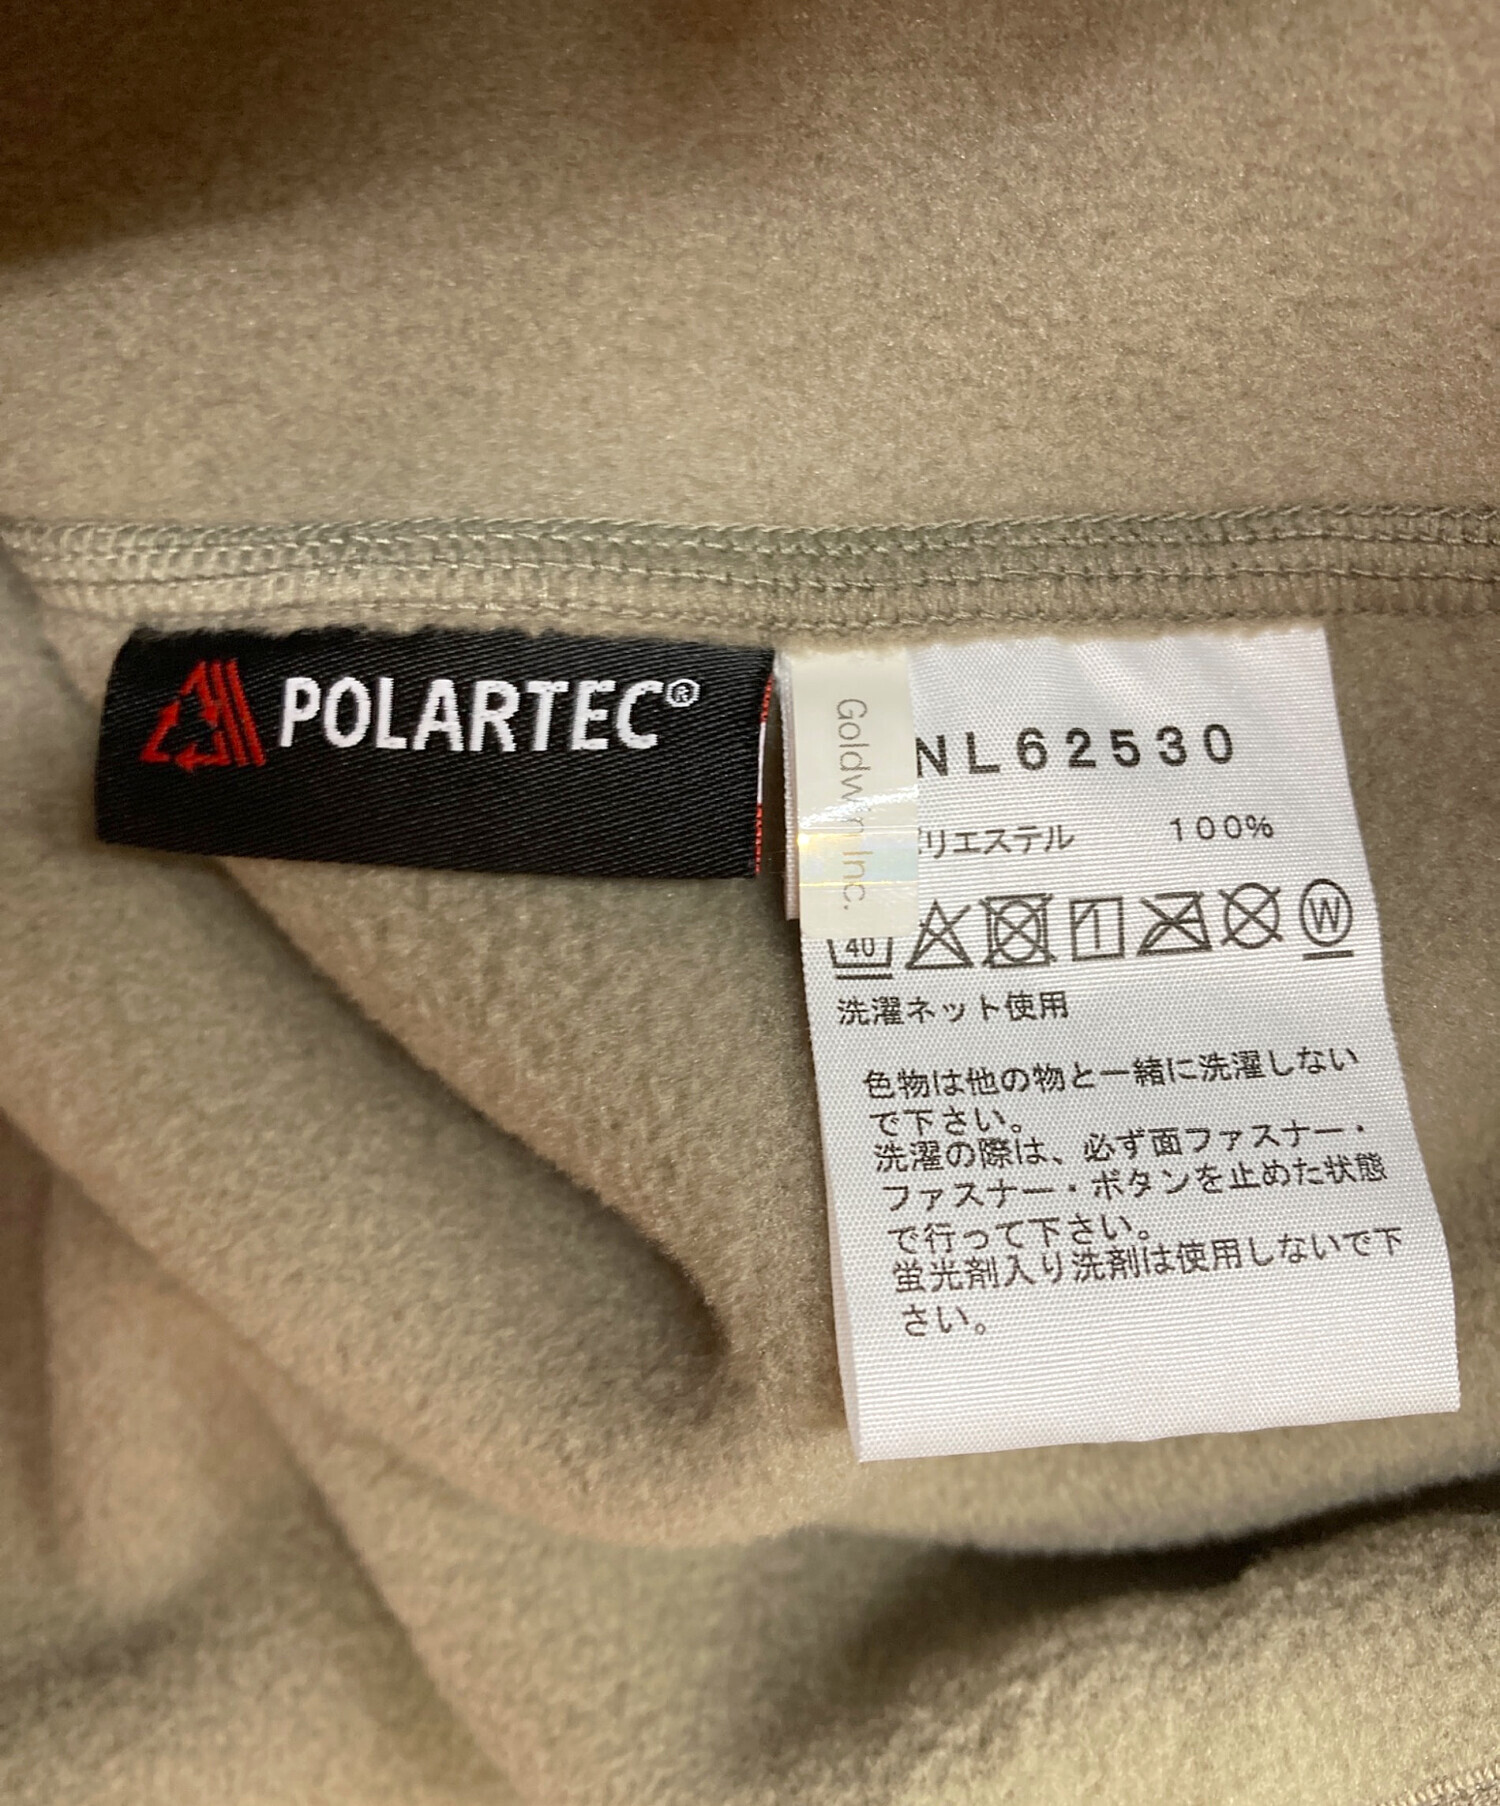 POLARTEC®
Goldwin Inc.
NL62530
リエステル 100%
40
W
洗濯ネット使用
色物は他の物と一緒に洗濯しない
で下さい。
洗濯の際は、必ず面ファスナー・
ファスナー・ボタンを止めた状態
で行って下さい。
蛍光剤入り洗剤は使用しないで下
さい。